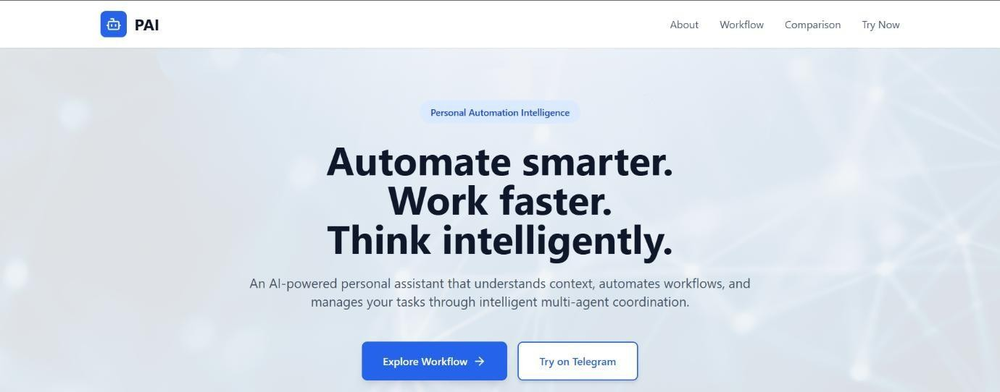 PAI
About
Workflow
Comparison
Try Now
Personal Automation Intelligence
Automate smarter.
Work faster.
Think intelligently.
An AI-powered personal assistant that understands context, automates workflows, and
manages your tasks through intelligent multi-agent coordination.
Explore Workflow →
Try on Telegram